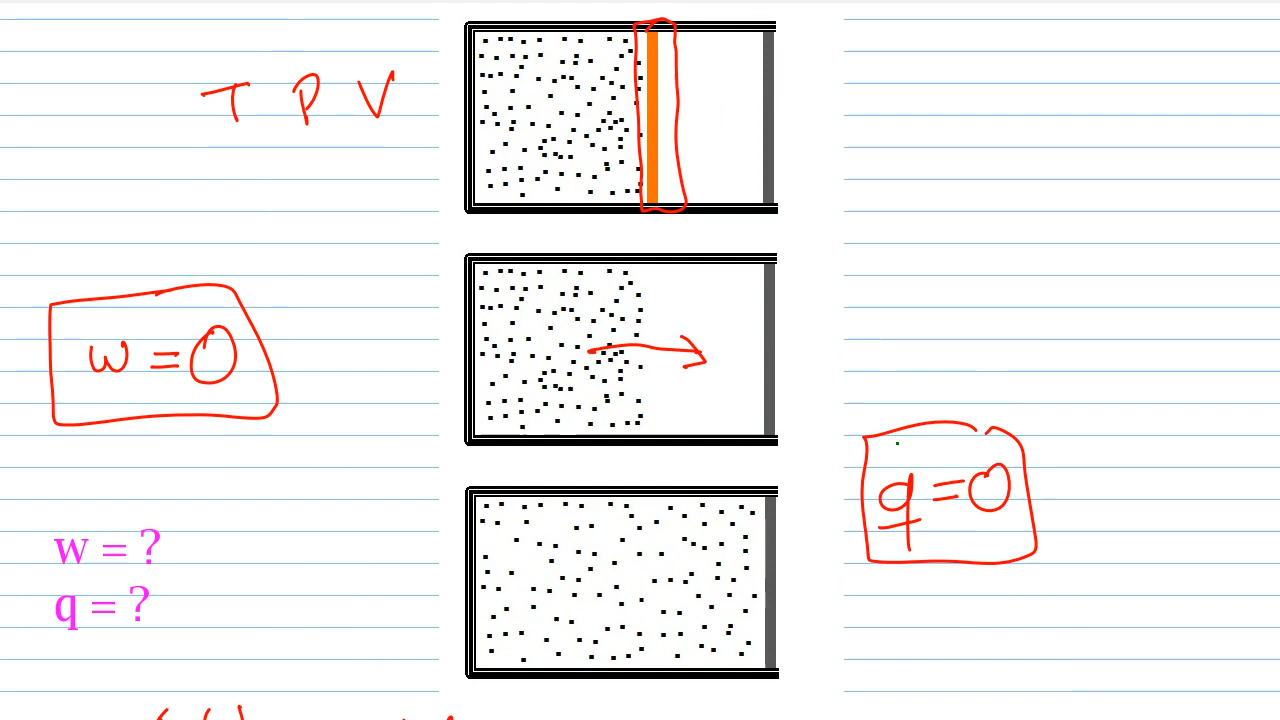 T P V
w = 0
q = 0
w = ?
q = ?